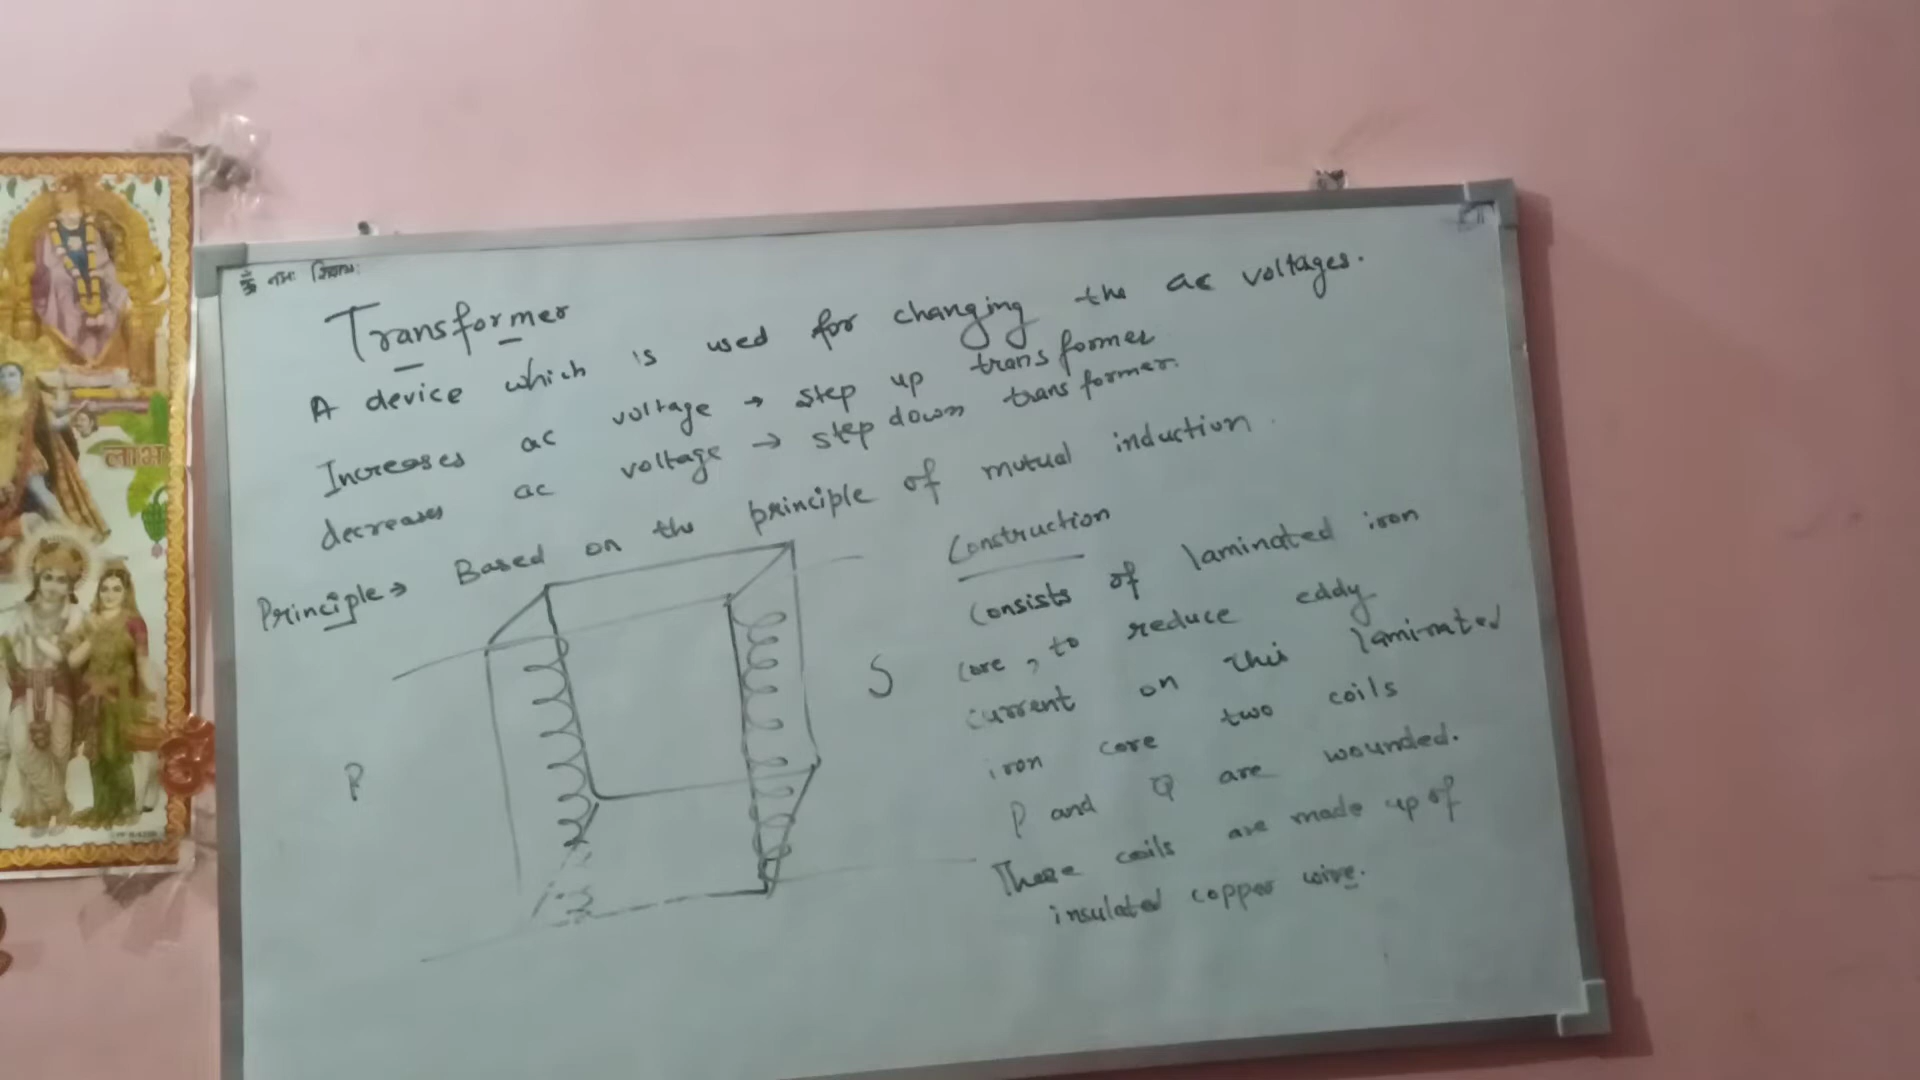 ॐ नमः शिवाय:
Transformer
A device which is used for changing the ac voltages.
Increases ac voltage → step up transformer
decreases ac voltage → step down transformer.
Principle→ Based on the principle of mutual induction.
P
S
Construction
Consists of laminated iron
core, to reduce eddy
current on this laminated
iron core two coils
P and Q are wounded.
These coils are made up of
insulated copper wire.
लाभ